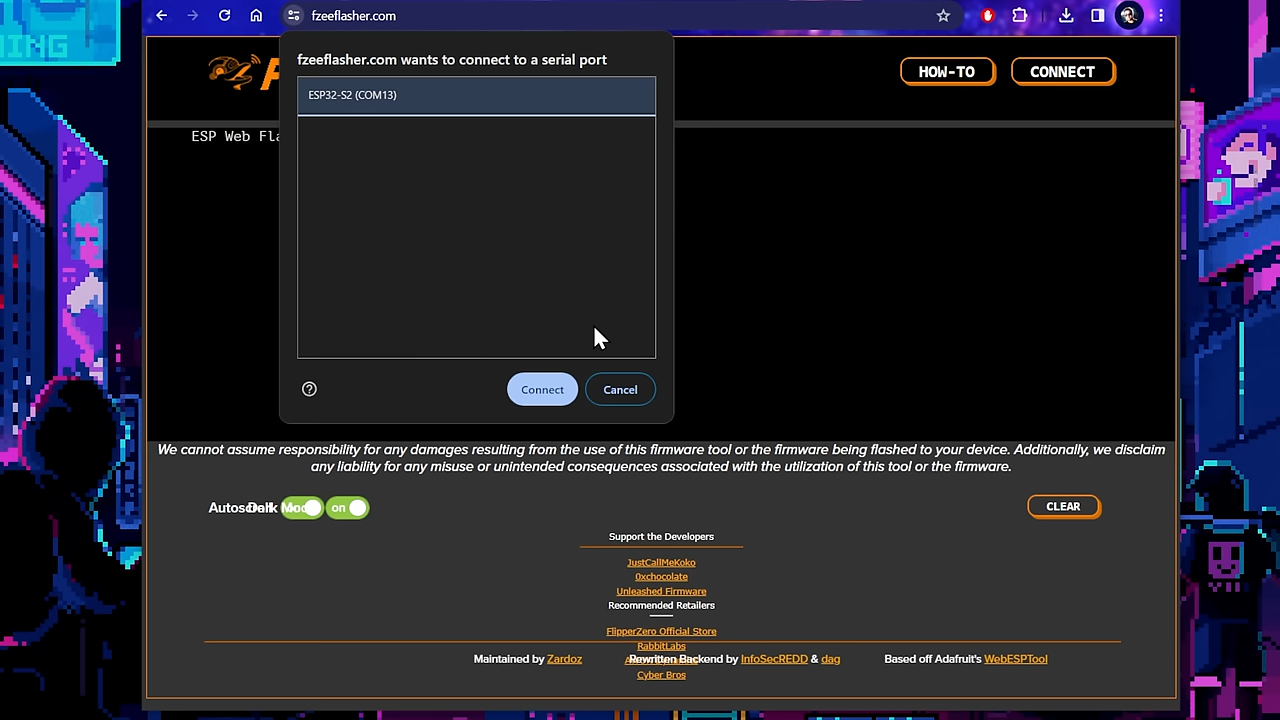 ING
fzeeflasher.com
fzeeflasher.com wants to connect to a serial port
ESP32-S2 (COM13)
Connect
Cancel
HOW-TO
CONNECT
ESP Web
We cannot assume responsibility for any damages resulting from the use of this firmware tool or the firmware being flashed to your device. Additionally, we disclaim
any liability for any misuse or unintended consequences associated with the utilization of this tool or the firmware.
Dark
on
CLEAR
Support the Developers
JustCallMeKoko
0xchocolate
Unleashed Firmware
Recommended Retailers
FlipperZero Official Store
RabbitLabs
Maintained by Zardoz
Rewritten Backend by InfoSecREDD & dag
Based off Adafruit's WebESPTool
Cyber Bros